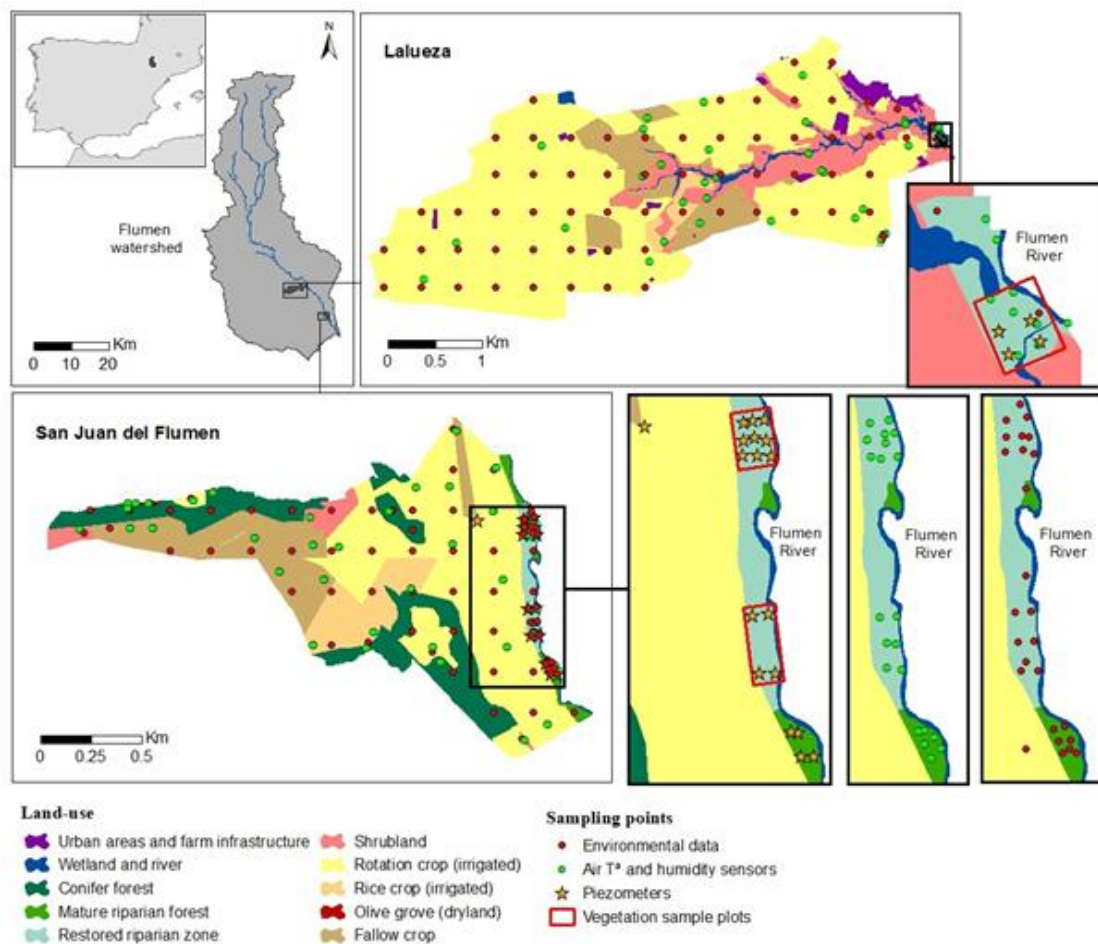 N
Flumen
watershed
Km
0 10 20
Lalueza
Km
0 0.5 1
Flumen
River
San Juan del Flumen
Km
0 0.25 0.5
Flumen
River
Flumen
River
Flumen
River
Land-use
Urban areas and farm infrastructure
Wetland and river
Conifer forest
Mature riparian forest
Restored riparian zone
Shrubland
Rotation crop (irrigated)
Rice crop (irrigated)
Olive grove (dryland)
Fallow crop
Sampling points
Environmental data
Air Tª and humidity sensors
Piezometers
Vegetation sample plots